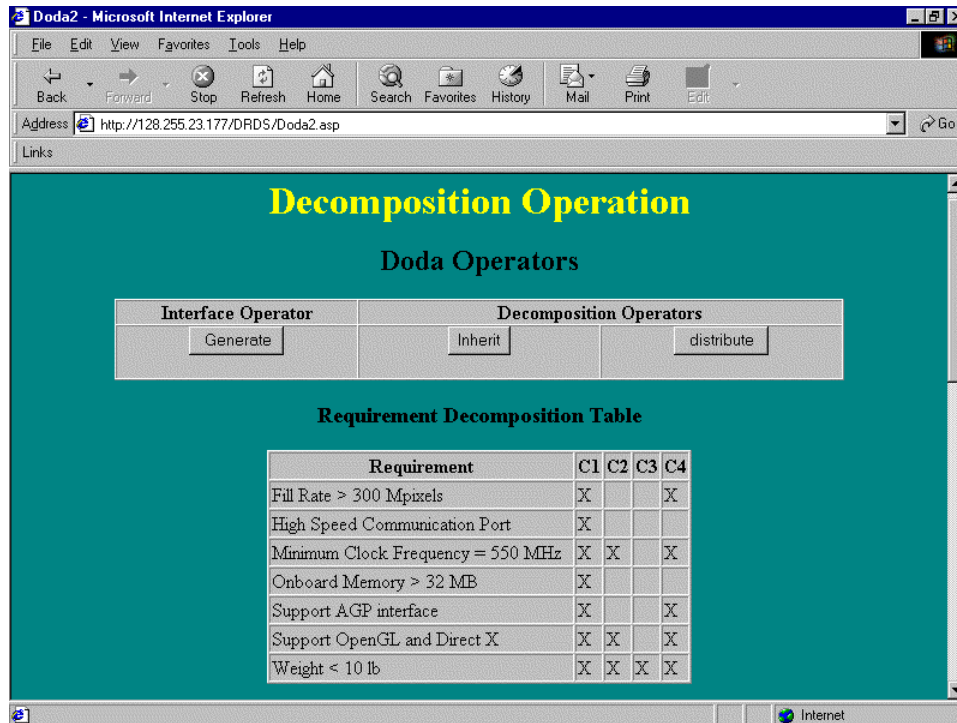 Doda2 - Microsoft Internet Explorer
File Edit View Favorites Tools Help
Back Forward Stop Refresh Home Search Favorites History Mail Print Edit
Address http://128.255.23.177/DRDS/Doda2.asp Go
Links
Decomposition Operation
Doda Operators
Interface Operator Decomposition Operators
Generate Inherit distribute
Requirement Decomposition Table
Requirement C1 C2 C3 C4
Fill Rate > 300 Mpixels X X
High Speed Communication Port X
Minimum Clock Frequency = 550 MHz X X X
Onboard Memory > 32 MB X
Support AGP interface X X
Support OpenGL and Direct X X X X
Weight < 10 lb X X X X
Internet